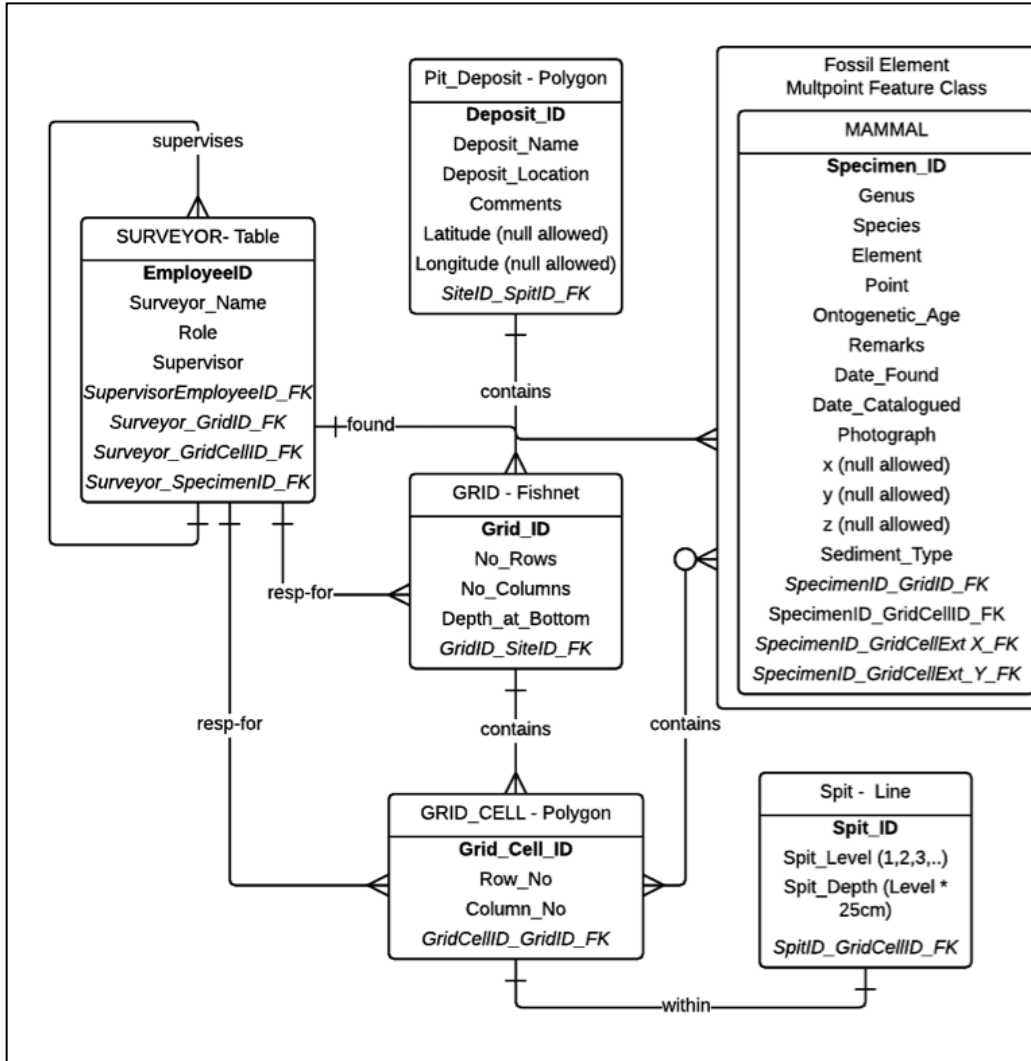 supervises
SURVEYOR- Table
EmployeeID
Surveyor_Name
Role
Supervisor
SupervisorEmployeeID_FK
Surveyor_GridID_FK
Surveyor_GridCellID_FK
Surveyor_SpecimenID_FK
Pit_Deposit - Polygon
Deposit_ID
Deposit_Name
Deposit_Location
Comments
Latitude (null allowed)
Longitude (null allowed)
SiteID_SpitID_FK
contains
found
Fossil Element
Multpoint Feature Class
MAMMAL
Specimen_ID
Genus
Species
Element
Point
Ontogenetic_Age
Remarks
Date_Found
Date_Catalogued
Photograph
x (null allowed)
y (null allowed)
z (null allowed)
Sediment_Type
SpecimenID_GridID_FK
SpecimenID_GridCellID_FK
SpecimenID_GridCellExt X_FK
SpecimenID_GridCellExt_Y_FK
GRID - Fishnet
Grid_ID
No_Rows
No_Columns
Depth_at_Bottom
GridID_SiteID_FK
resp-for
resp-for
contains
contains
GRID_CELL - Polygon
Grid_Cell_ID
Row_No
Column_No
GridCellID_GridID_FK
Spit - Line
Spit_ID
Spit_Level (1,2,3,..)
Spit_Depth (Level *
25cm)
SpitID_GridCellID_FK
within